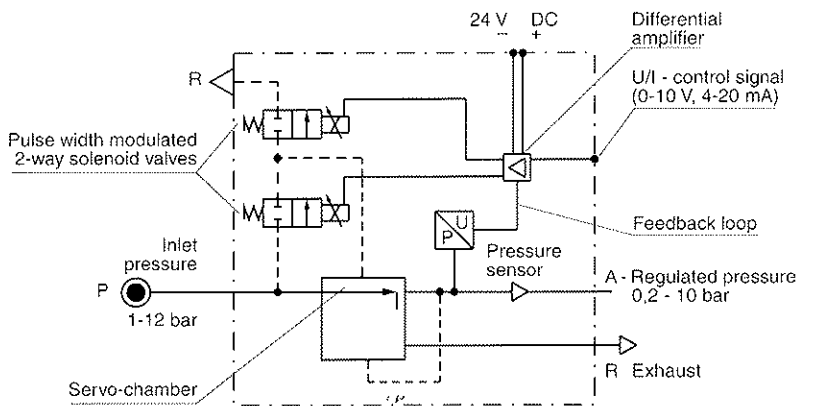 24 V DC
– +
Differential
amplifier
R
U/I - control signal
(0-10 V, 4-20 mA)
Pulse width modulated
2-way solenoid valves
U
P
Feedback loop
Inlet
pressure
Pressure
sensor
A - Regulated pressure
0,2 - 10 bar
P
1-12 bar
R Exhaust
Servo-chamber